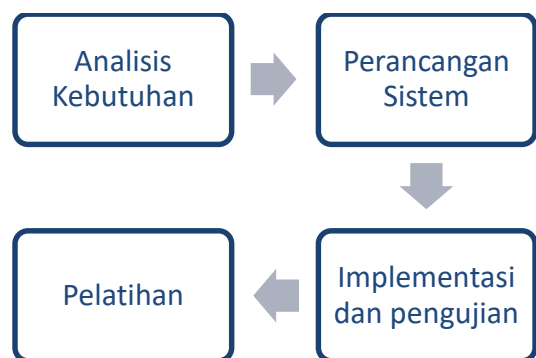 Analisis
Kebutuhan
Perancangan
Sistem
Implementasi
dan pengujian
Pelatihan